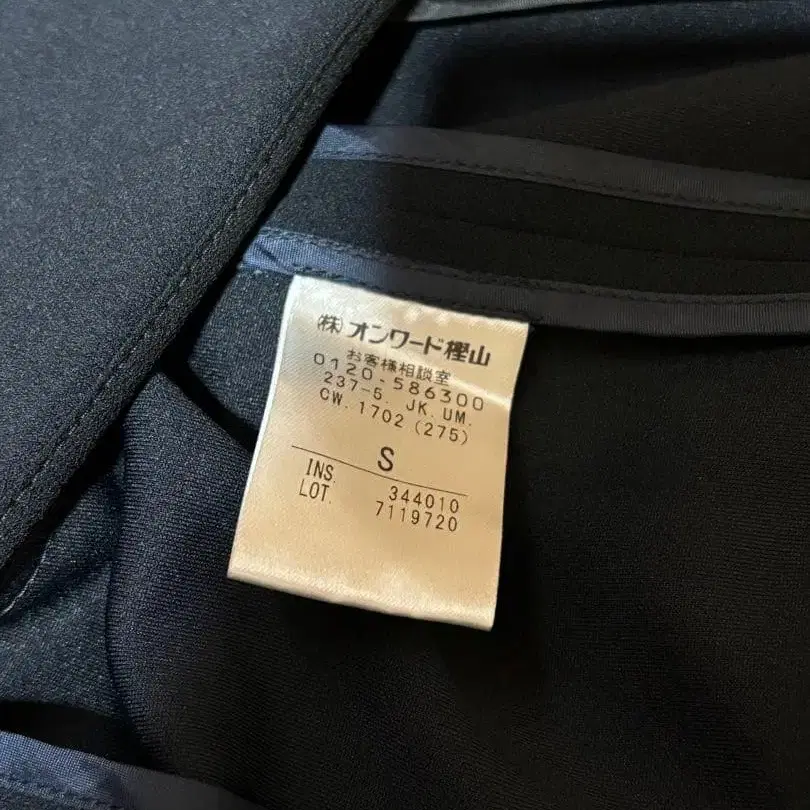 (株)オンワード樫山
お客様相談室
0120-586300
237-5. JK. UM.
CW. 1702 (275)
S
INS. 344010
LOT. 7119720